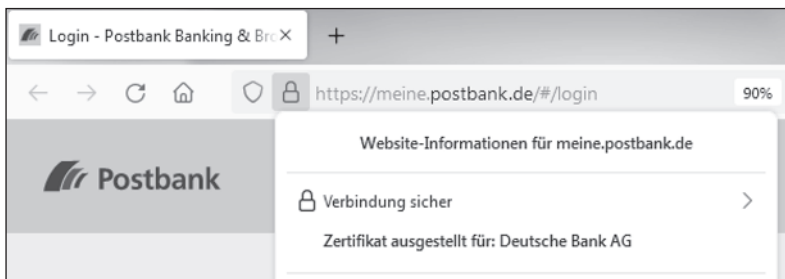 Login - Postbank Banking & Bro
https://meine.postbank.de/#/login 90%
Website-Informationen für meine.postbank.de
Postbank
Verbindung sicher
Zertifikat ausgestellt für: Deutsche Bank AG